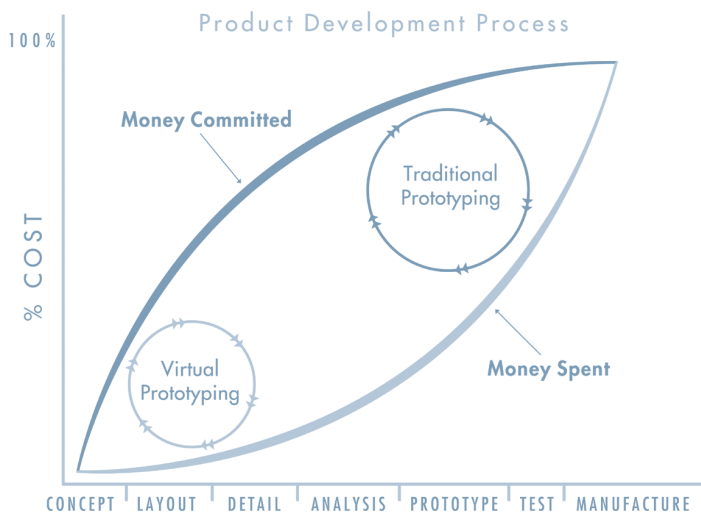 Product Development Process
100%
Money Committed
Traditional
Prototyping
% COST
Virtual
Prototyping
Money Spent
CONCEPT LAYOUT DETAIL ANALYSIS PROTOTYPE TEST MANUFACTURE